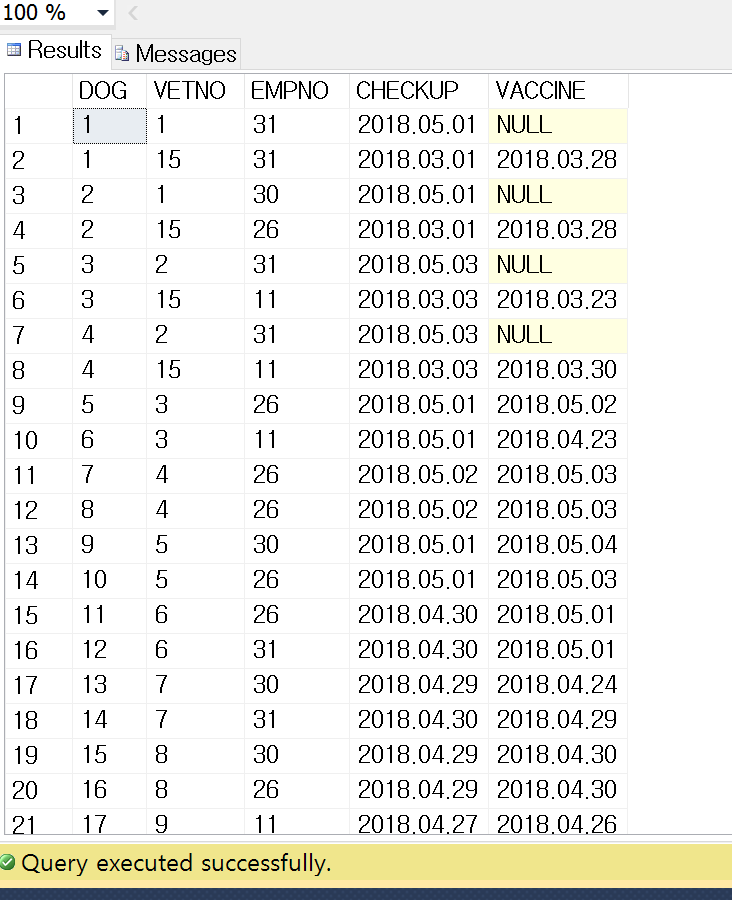 100 %
Results Messages
DOG VETNO EMPNO CHECKUP VACCINE
1 1 1 31 2018.05.01 NULL
2 1 15 31 2018.03.01 2018.03.28
3 2 1 30 2018.05.01 NULL
4 2 15 26 2018.03.01 2018.03.28
5 3 2 31 2018.05.03 NULL
6 3 15 11 2018.03.03 2018.03.23
7 4 2 31 2018.05.03 NULL
8 4 15 11 2018.03.03 2018.03.30
9 5 3 26 2018.05.01 2018.05.02
10 6 3 11 2018.05.01 2018.04.23
11 7 4 26 2018.05.02 2018.05.03
12 8 4 26 2018.05.02 2018.05.03
13 9 5 30 2018.05.01 2018.05.04
14 10 5 26 2018.05.01 2018.05.03
15 11 6 26 2018.04.30 2018.05.01
16 12 6 31 2018.04.30 2018.05.01
17 13 7 30 2018.04.29 2018.04.24
18 14 7 31 2018.04.30 2018.04.29
19 15 8 30 2018.04.29 2018.04.30
20 16 8 26 2018.04.29 2018.04.30
21 17 9 11 2018.04.27 2018.04.26
Query executed successfully.